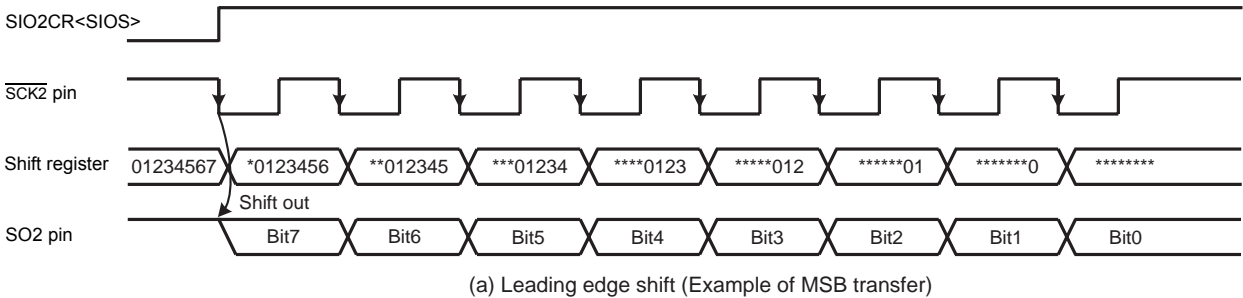 SIO2CR<SIOS>
SCK2 pin
Shift register 01234567 *0123456 **012345 ***01234 ****0123 *****012 ******01 *******0 ********
Shift out
SO2 pin Bit7 Bit6 Bit5 Bit4 Bit3 Bit2 Bit1 Bit0
(a) Leading edge shift (Example of MSB transfer)